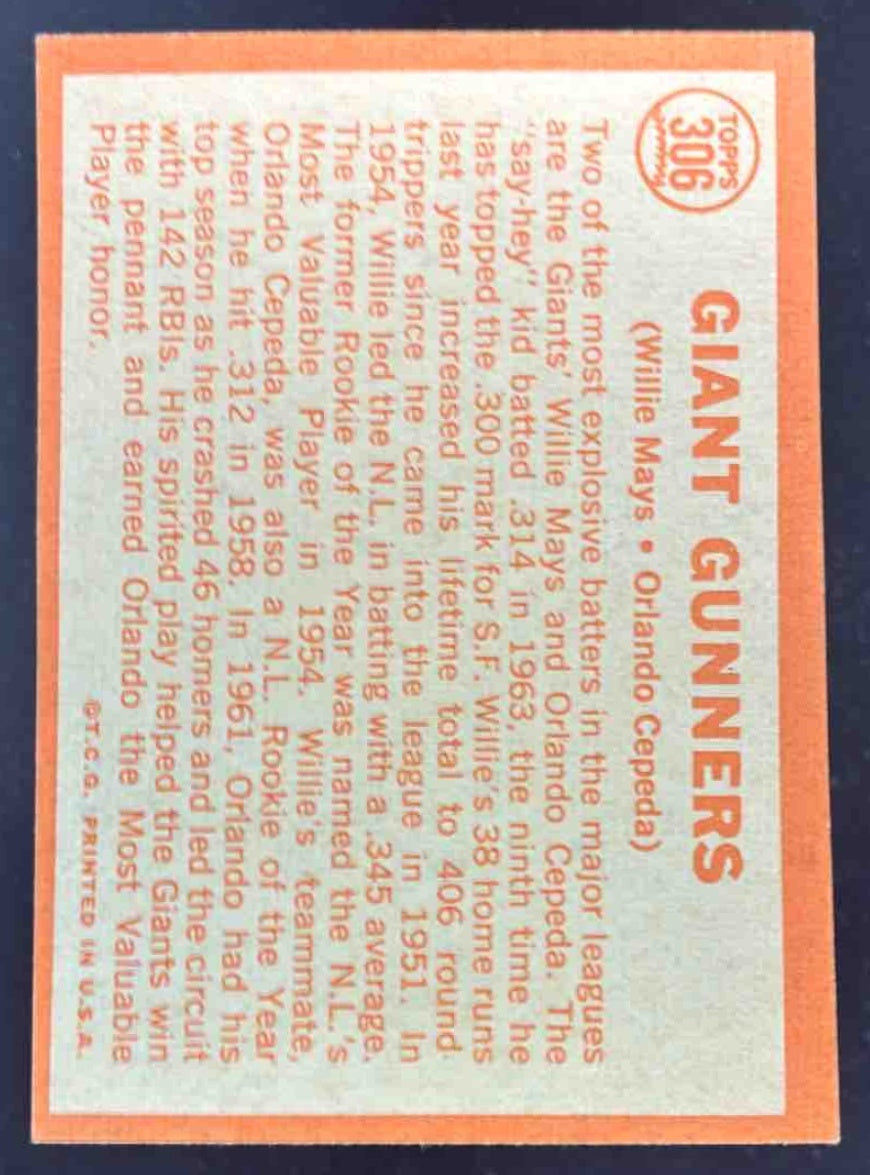 TOPPS
306
GIANT GUNNERS
(Willie Mays • Orlando Cepeda)
Two of the most explosive batters in the major leagues
are the Giants' Willie Mays and Orlando Cepeda. The
"say-hey" kid batted .314 in 1963, the ninth time he
has topped the .300 mark for S.F. Willie's 38 home runs
last year increased his lifetime total to 406 round
trippers since he came into the league in 1951. In
1954, Willie led the N.L. in batting with a .345 average.
The former Rookie of the Year was named the N.L.'s
Most Valuable Player in 1954. Willie's teammate,
Orlando Cepeda, was also a N.L. Rookie of the Year
when he hit .312 in 1958. In 1961, Orlando had his
top season as he crashed 46 homers and led the circuit
with 142 RBIs. His spirited play helped the Giants win
the pennant and earned Orlando the Most Valuable
Player honor.
©T.C.G. PRINTED IN U.S.A.